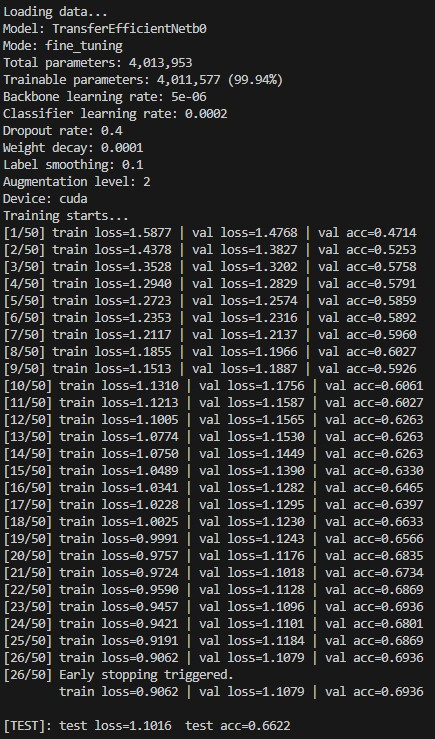 Loading data...
Model: TransferEfficientNetb0
Mode: fine_tuning
Total parameters: 4,013,953
Trainable parameters: 4,011,577 (99.94%)
Backbone learning rate: 5e-06
Classifier learning rate: 0.0002
Dropout rate: 0.4
Weight decay: 0.0001
Label smoothing: 0.1
Augmentation level: 2
Device: cuda
Training starts...
[1/50] train loss=1.5877 | val loss=1.4768 | val acc=0.4714
[2/50] train loss=1.4378 | val loss=1.3827 | val acc=0.5253
[3/50] train loss=1.3528 | val loss=1.3202 | val acc=0.5758
[4/50] train loss=1.2940 | val loss=1.2829 | val acc=0.5791
[5/50] train loss=1.2723 | val loss=1.2574 | val acc=0.5859
[6/50] train loss=1.2353 | val loss=1.2316 | val acc=0.5892
[7/50] train loss=1.2117 | val loss=1.2137 | val acc=0.5960
[8/50] train loss=1.1855 | val loss=1.1966 | val acc=0.6027
[9/50] train loss=1.1513 | val loss=1.1887 | val acc=0.5926
[10/50] train loss=1.1310 | val loss=1.1756 | val acc=0.6061
[11/50] train loss=1.1213 | val loss=1.1587 | val acc=0.6027
[12/50] train loss=1.1005 | val loss=1.1565 | val acc=0.6263
[13/50] train loss=1.0774 | val loss=1.1530 | val acc=0.6263
[14/50] train loss=1.0750 | val loss=1.1449 | val acc=0.6263
[15/50] train loss=1.0489 | val loss=1.1390 | val acc=0.6330
[16/50] train loss=1.0341 | val loss=1.1282 | val acc=0.6465
[17/50] train loss=1.0228 | val loss=1.1295 | val acc=0.6397
[18/50] train loss=1.0025 | val loss=1.1230 | val acc=0.6633
[19/50] train loss=0.9991 | val loss=1.1243 | val acc=0.6566
[20/50] train loss=0.9757 | val loss=1.1176 | val acc=0.6835
[21/50] train loss=0.9724 | val loss=1.1018 | val acc=0.6734
[22/50] train loss=0.9590 | val loss=1.1128 | val acc=0.6869
[23/50] train loss=0.9457 | val loss=1.1096 | val acc=0.6936
[24/50] train loss=0.9421 | val loss=1.1101 | val acc=0.6801
[25/50] train loss=0.9191 | val loss=1.1184 | val acc=0.6869
[26/50] train loss=0.9062 | val loss=1.1079 | val acc=0.6936
[26/50] Early stopping triggered.
train loss=0.9062 | val loss=1.1079 | val acc=0.6936
[TEST]: test loss=1.1016 test acc=0.6622